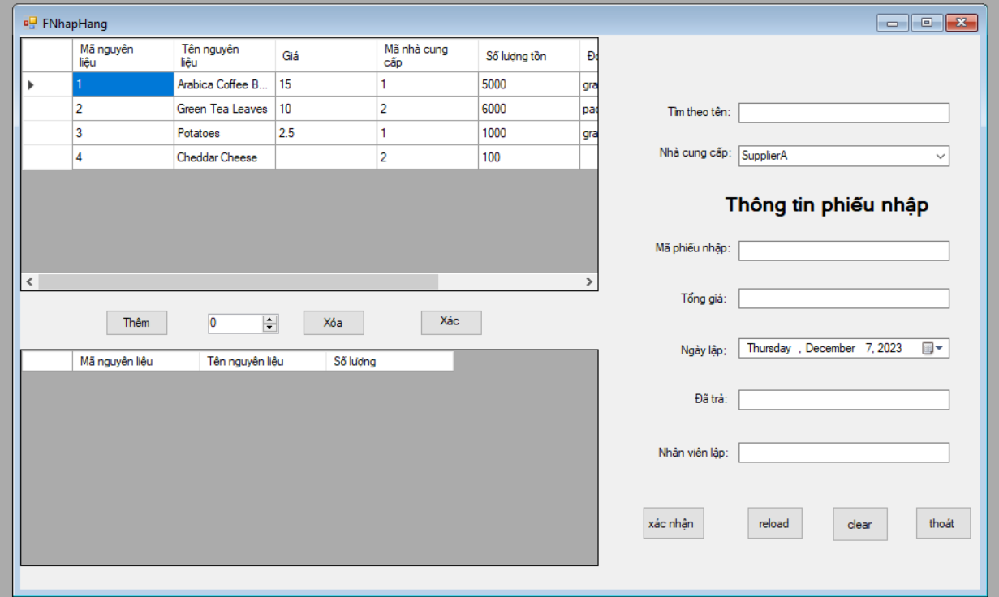 FNhapHang
Mã nguyên liệu Tên nguyên liệu Giá Mã nhà cung cấp Số lượng tồn
1 Arabica Coffee B... 15 1 5000
2 Green Tea Leaves 10 2 6000
3 Potatoes 2.5 1 1000
4 Cheddar Cheese 2 100
Thêm 0 Xóa Xác
Mã nguyên liệu Tên nguyên liệu Số lượng
Tìm theo tên:
Nhà cung cấp: SupplierA
Thông tin phiếu nhập
Mã phiếu nhập:
Tổng giá:
Ngày lập; Thursday , December 7, 2023
Đã trả:
Nhân viên lập:
xác nhận reload clear thoát